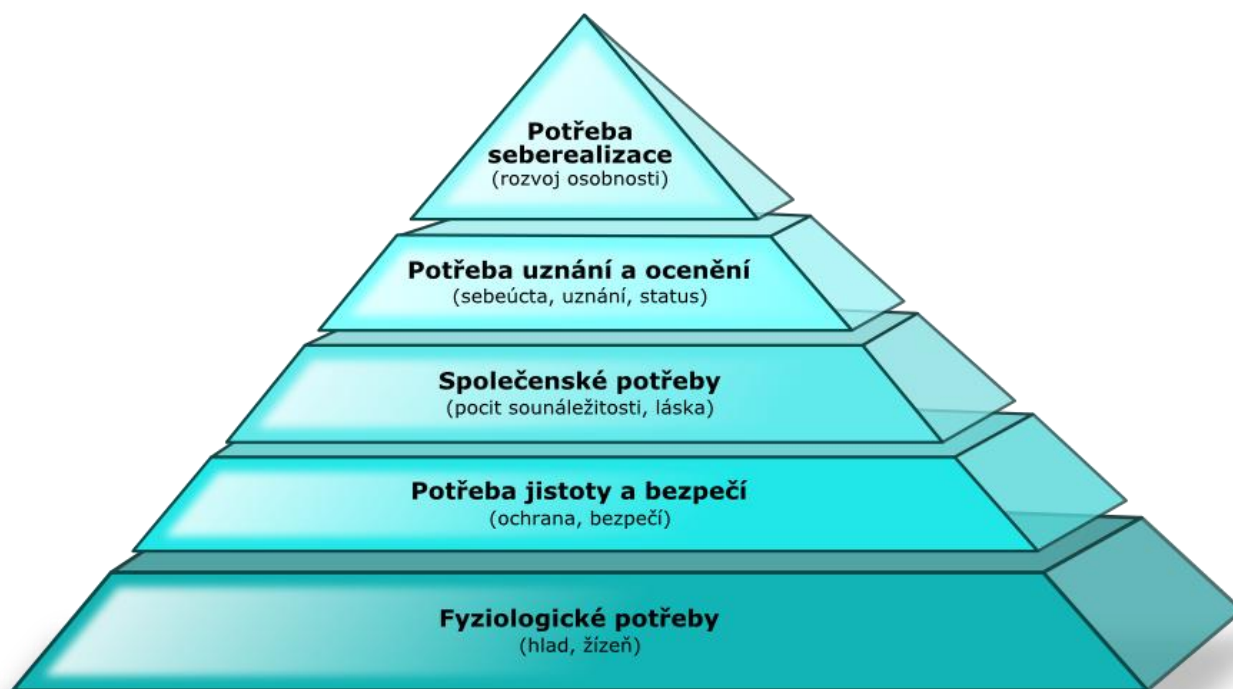 Potřeba
seberealizace
(rozvoj osobnosti)
Potřeba uznání a ocenění
(sebeúcta, uznání, status)
Společenské potřeby
(pocit sounáležitosti, láska)
Potřeba jistoty a bezpečí
(ochrana, bezpečí)
Fyziologické potřeby
(hlad, žízeň)